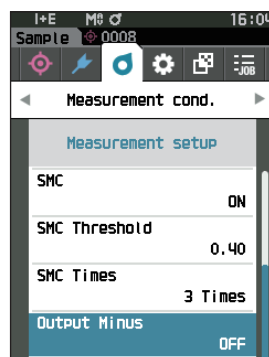 I+E M0 16:04
Sample 0008
-JOB
Measurement cond.
Measurement setup
SMC
ON
SMC Threshold
0.40
SMC Times
3 Times
Output Minus
OFF